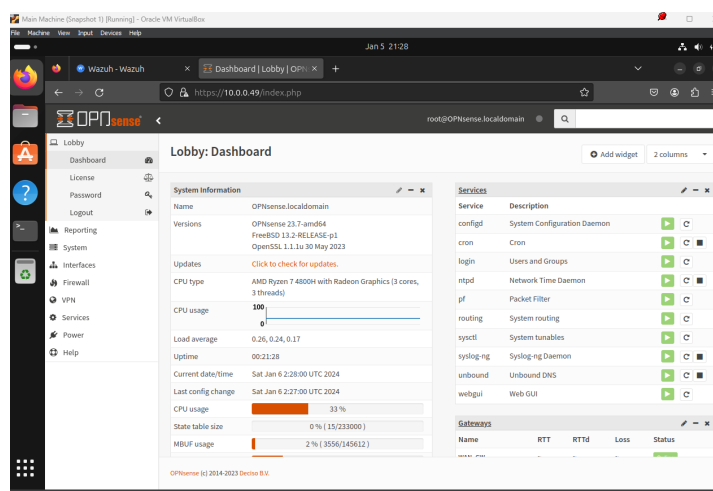 Main Machine (Snapshot 1) [Running] - Oracle VM VirtualBox
File Machine View Input Devices Help
Jan 5 21:28
Wazuh - Wazuh
Dashboard | Lobby | OPN
https://10.0.0.49/index.php
OPNsense
root@OPNsense.localdomain
Lobby
Dashboard
License
Password
Logout
Reporting
System
Interfaces
Firewall
VPN
Services
Power
Help
Lobby: Dashboard
Add widget
2 columns
System Information
Name OPNsense.localdomain
Versions OPNsense 23.7-amd64
FreeBSD 13.2-RELEASE-p1
OpenSSL 1.1.1u 30 May 2023
Updates Click to check for updates.
CPU type AMD Ryzen 7 4800H with Radeon Graphics (3 cores,
3 threads)
CPU usage 100
0
Load average 0.26, 0.24, 0.17
Uptime 00:21:28
Current date/time Sat Jan 6 2:28:00 UTC 2024
Last config change Sat Jan 6 2:27:00 UTC 2024
CPU usage 33 %
State table size 0 % ( 15/233000 )
MBUF usage 2 % ( 3556/145612 )
Services
Service Description
configd System Configuration Daemon
cron Cron
login Users and Groups
ntpd Network Time Daemon
pf Packet Filter
routing System routing
sysctl System tunables
syslog-ng Syslog-ng Daemon
unbound Unbound DNS
webgui Web GUI
Gateways
Name RTT RTTd Loss Status
OPNsense (c) 2014-2023 Deciso B.V.